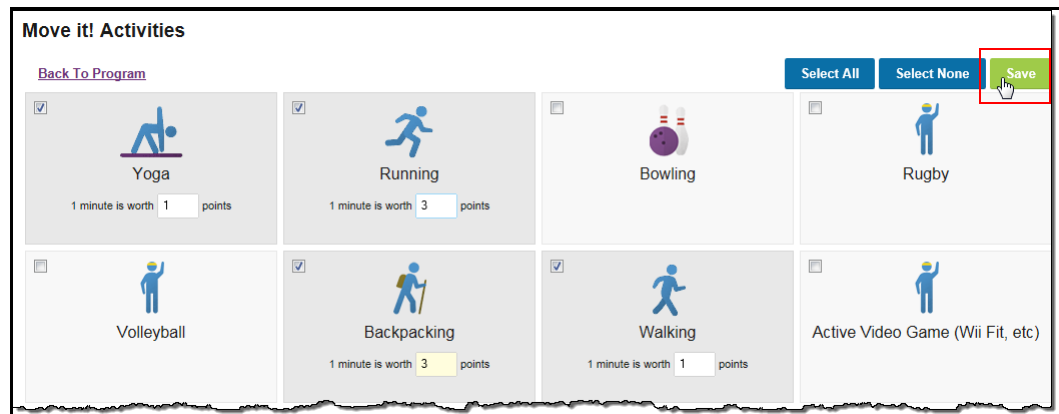 Move it! Activities
Back To Program
Select All
Select None
Save
Yoga
1 minute is worth 1 points
Running
1 minute is worth 3 points
Bowling
Rugby
Volleyball
Backpacking
1 minute is worth 3 points
Walking
1 minute is worth 1 points
Active Video Game (Wii Fit, etc)